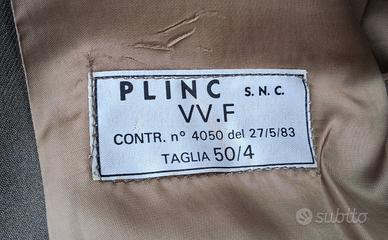 PLINC S.N.C.
VV.F
CONTR. n° 4050 del 27/5/83
TAGLIA 50/4
subito